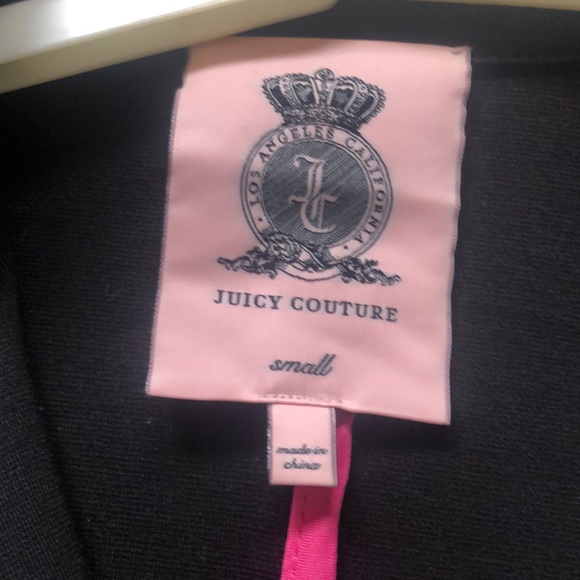 LOS ANGELES CALIFORNIA
JC
JUICY COUTURE
small
made in
china